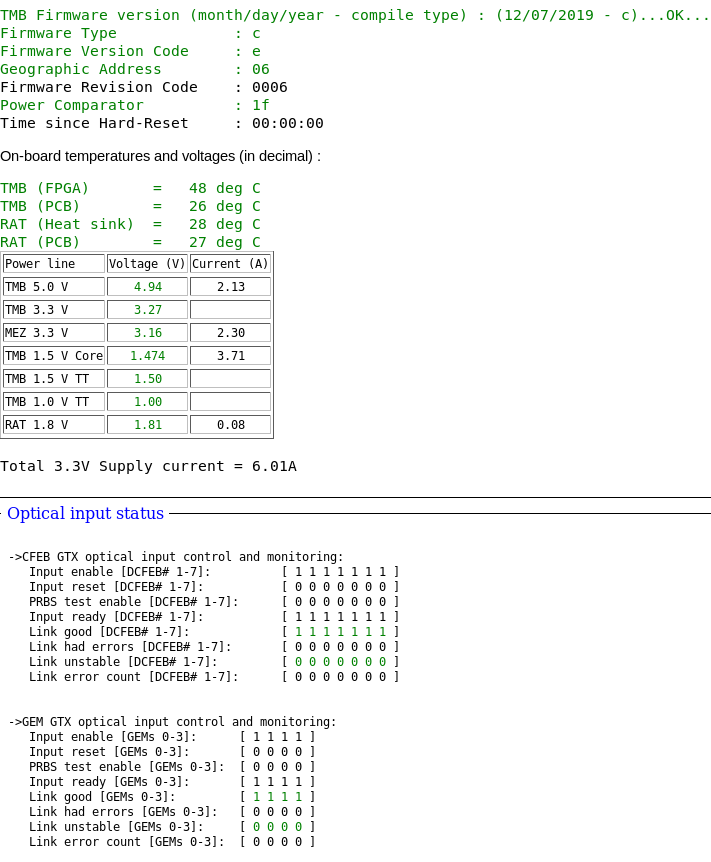 TMB Firmware version (month/day/year - compile type) : (12/07/2019 - c)...OK...
Firmware Type : c
Firmware Version Code : e
Geographic Address : 06
Firmware Revision Code : 0006
Power Comparator : 1f
Time since Hard-Reset : 00:00:00
On-board temperatures and voltages (in decimal) :
TMB (FPGA) = 48 deg C
TMB (PCB) = 26 deg C
RAT (Heat sink) = 28 deg C
RAT (PCB) = 27 deg C
Power line Voltage (V) Current (A)
TMB 5.0 V 4.94 2.13
TMB 3.3 V 3.27
MEZ 3.3 V 3.16 2.30
TMB 1.5 V Core 1.474 3.71
TMB 1.5 V TT 1.50
TMB 1.0 V TT 1.00
RAT 1.8 V 1.81 0.08
Total 3.3V Supply current = 6.01A
Optical input status
->CFEB GTX optical input control and monitoring:
Input enable [DCFEB# 1-7]: [ 1 1 1 1 1 1 1 ]
Input reset [DCFEB# 1-7]: [ 0 0 0 0 0 0 0 ]
PRBS test enable [DCFEB# 1-7]: [ 0 0 0 0 0 0 0 ]
Input ready [DCFEB# 1-7]: [ 1 1 1 1 1 1 1 ]
Link good [DCFEB# 1-7]: [ 1 1 1 1 1 1 1 ]
Link had errors [DCFEB# 1-7]: [ 0 0 0 0 0 0 0 ]
Link unstable [DCFEB# 1-7]: [ 0 0 0 0 0 0 0 ]
Link error count [DCFEB# 1-7]: [ 0 0 0 0 0 0 0 ]
->GEM GTX optical input control and monitoring:
Input enable [GEMs 0-3]: [ 1 1 1 1 ]
Input reset [GEMs 0-3]: [ 0 0 0 0 ]
PRBS test enable [GEMs 0-3]: [ 0 0 0 0 ]
Input ready [GEMs 0-3]: [ 1 1 1 1 ]
Link good [GEMs 0-3]: [ 1 1 1 1 ]
Link had errors [GEMs 0-3]: [ 0 0 0 0 ]
Link unstable [GEMs 0-3]: [ 0 0 0 0 ]
Link error count [GEMs 0-3]: [ 0 0 0 0 ]